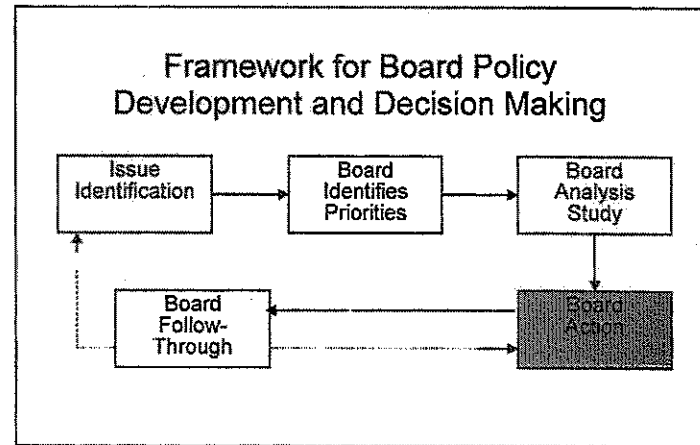 Framework for Board Policy
Development and Decision Making
Issue
Identification
Board
Identifies
Priorities
Board
Analysis
Study
Board
Follow-
Through
Board
Action